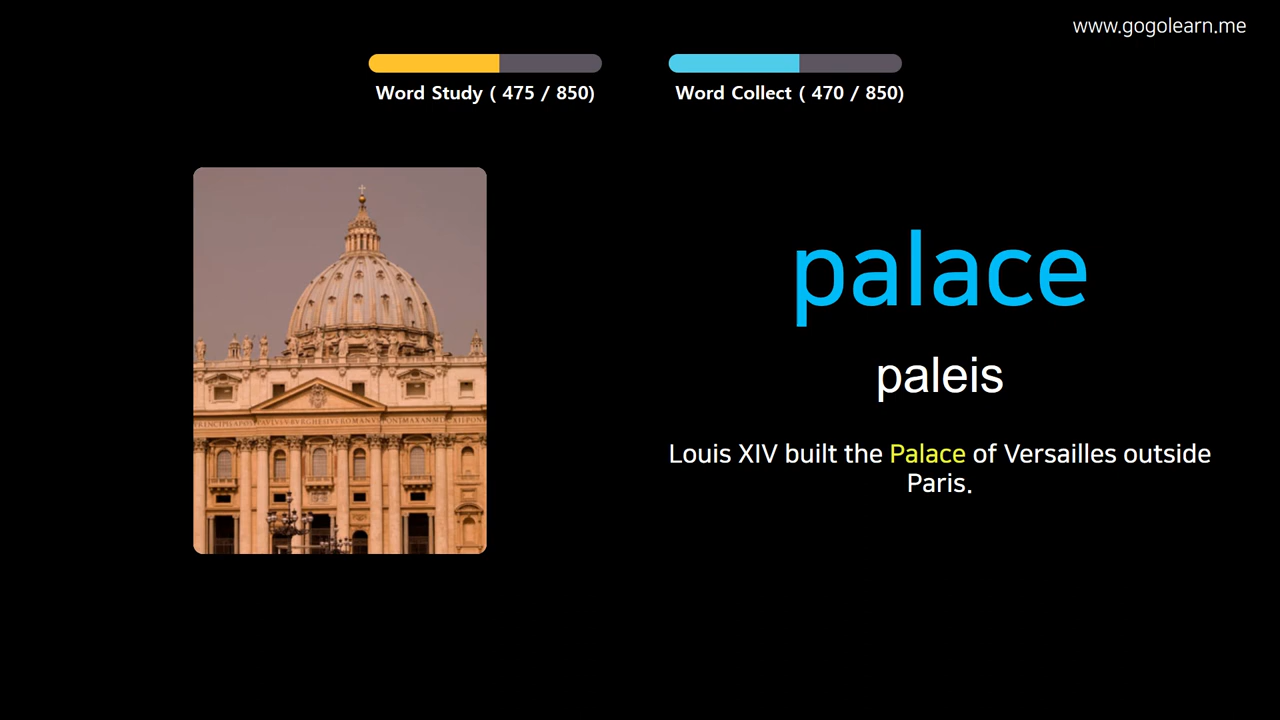 www.gogolearn.me
Word Study ( 475 / 850)
Word Collect ( 470 / 850)
palace
paleis
Louis XIV built the Palace of Versailles outside
Paris.